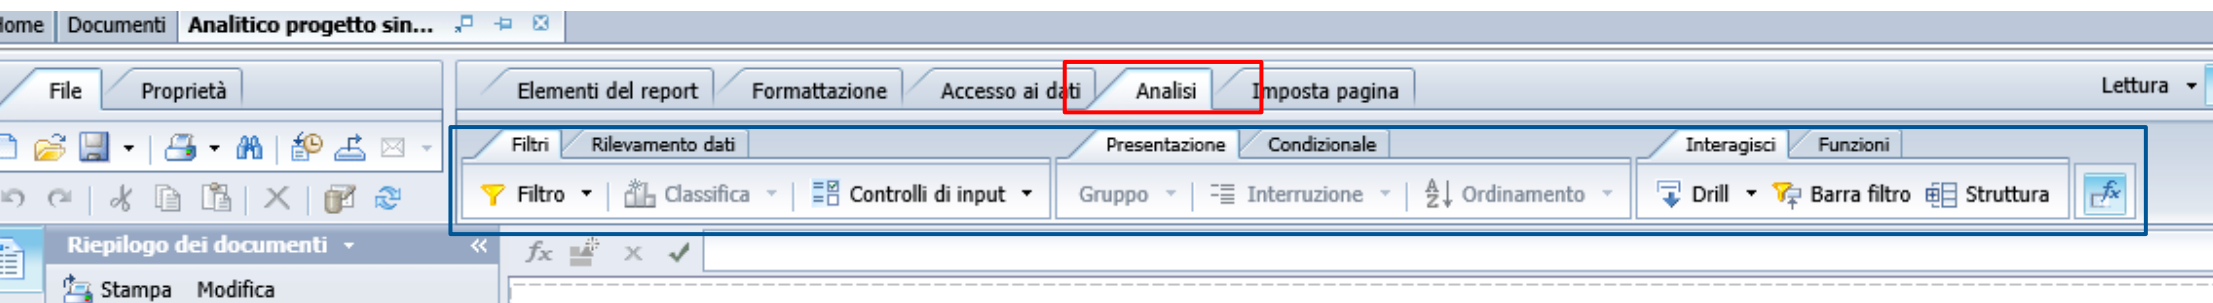 Home Documenti Analitico progetto sin...
File Proprietà Elementi del report Formattazione Accesso ai dati Analisi Imposta pagina Lettura
Filtri Rilevamento dati Presentazione Condizionale Interagisci Funzioni
Filtro Classifica Controlli di input Gruppo Interruzione Ordinamento Drill Barra filtro Struttura fx
Riepilogo dei documenti « fx
Stampa Modifica